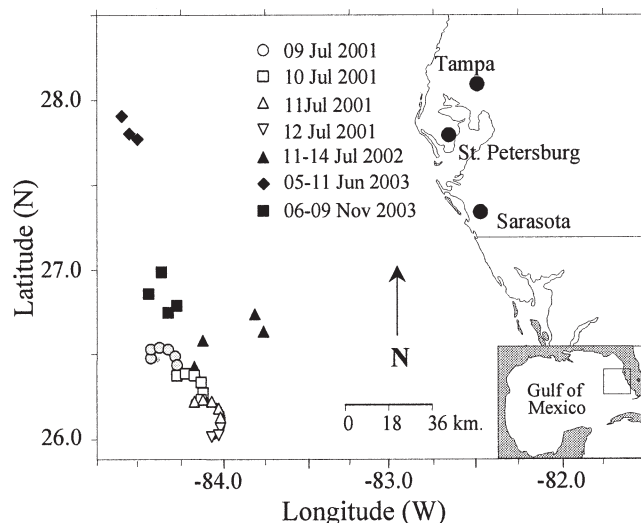 09 Jul 2001
10 Jul 2001
11Jul 2001
12 Jul 2001
11-14 Jul 2002
05-11 Jun 2003
06-09 Nov 2003
Tampa
St. Petersburg
Sarasota
28.0
27.0
26.0
Latitude (N)
N
0 18 36 km.
Gulf of
Mexico
-84.0 -83.0 -82.0
Longitude (W)